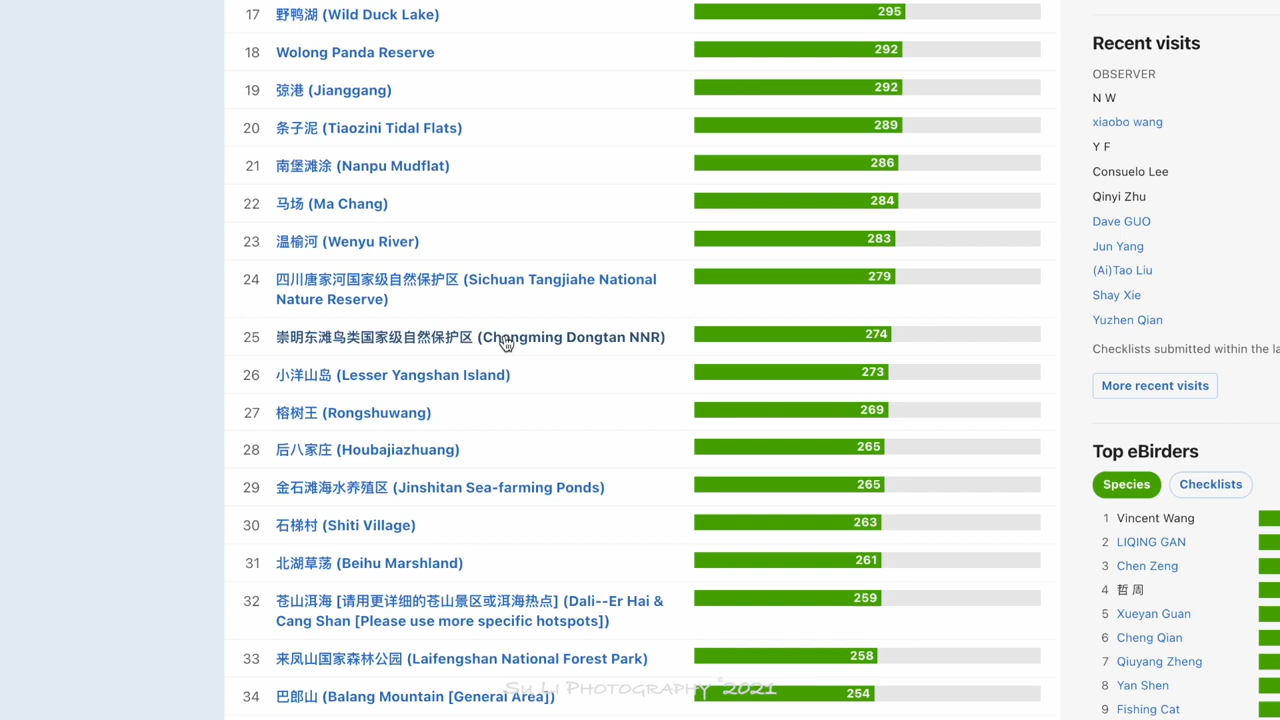 17 野鸭湖 (Wild Duck Lake) 295
18 Wolong Panda Reserve 292
19 弶港 (Jianggang) 292
20 条子泥 (Tiaozini Tidal Flats) 289
21 南堡滩涂 (Nanpu Mudflat) 286
22 马场 (Ma Chang) 284
23 温榆河 (Wenyu River) 283
24 四川唐家河国家级自然保护区 (Sichuan Tangjiahe National 279
Nature Reserve)
25 崇明东滩鸟类国家级自然保护区 (Chongming Dongtan NNR) 274
26 小洋山岛 (Lesser Yangshan Island) 273
27 榕树王 (Rongshuwang) 269
28 后八家庄 (Houbajiazhuang) 265
29 金石滩海水养殖区 (Jinshitan Sea-farming Ponds) 265
30 石梯村 (Shiti Village) 263
31 北湖草荡 (Beihu Marshland) 261
32 苍山洱海 [请用更详细的苍山景区或洱海热点] (Dali--Er Hai & 259
Cang Shan [Please use more specific hotspots])
33 来凤山国家森林公园 (Laifengshan National Forest Park) 258
34 巴郎山 (Balang Mountain [General Area]) 254
Su Li Photography ©2021
Recent visits
OBSERVER
N W
xiaobo wang
Y F
Consuelo Lee
Qinyi Zhu
Dave GUO
Jun Yang
(Ai)Tao Liu
Shay Xie
Yuzhen Qian
Checklists submitted within the la
More recent visits
Top eBirders
Species Checklists
1 Vincent Wang
2 LIQING GAN
3 Chen Zeng
4 哲 周
5 Xueyan Guan
6 Cheng Qian
7 Qiuyang Zheng
8 Yan Shen
9 Fishing Cat